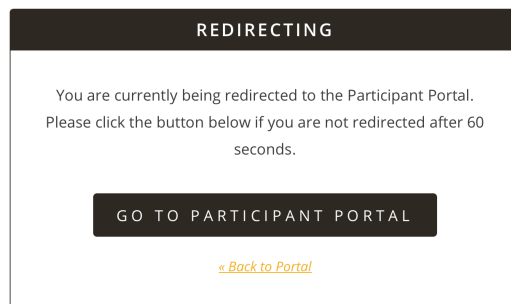 REDIRECTING
You are currently being redirected to the Participant Portal.
Please click the button below if you are not redirected after 60
seconds.
GO TO PARTICIPANT PORTAL
« Back to Portal